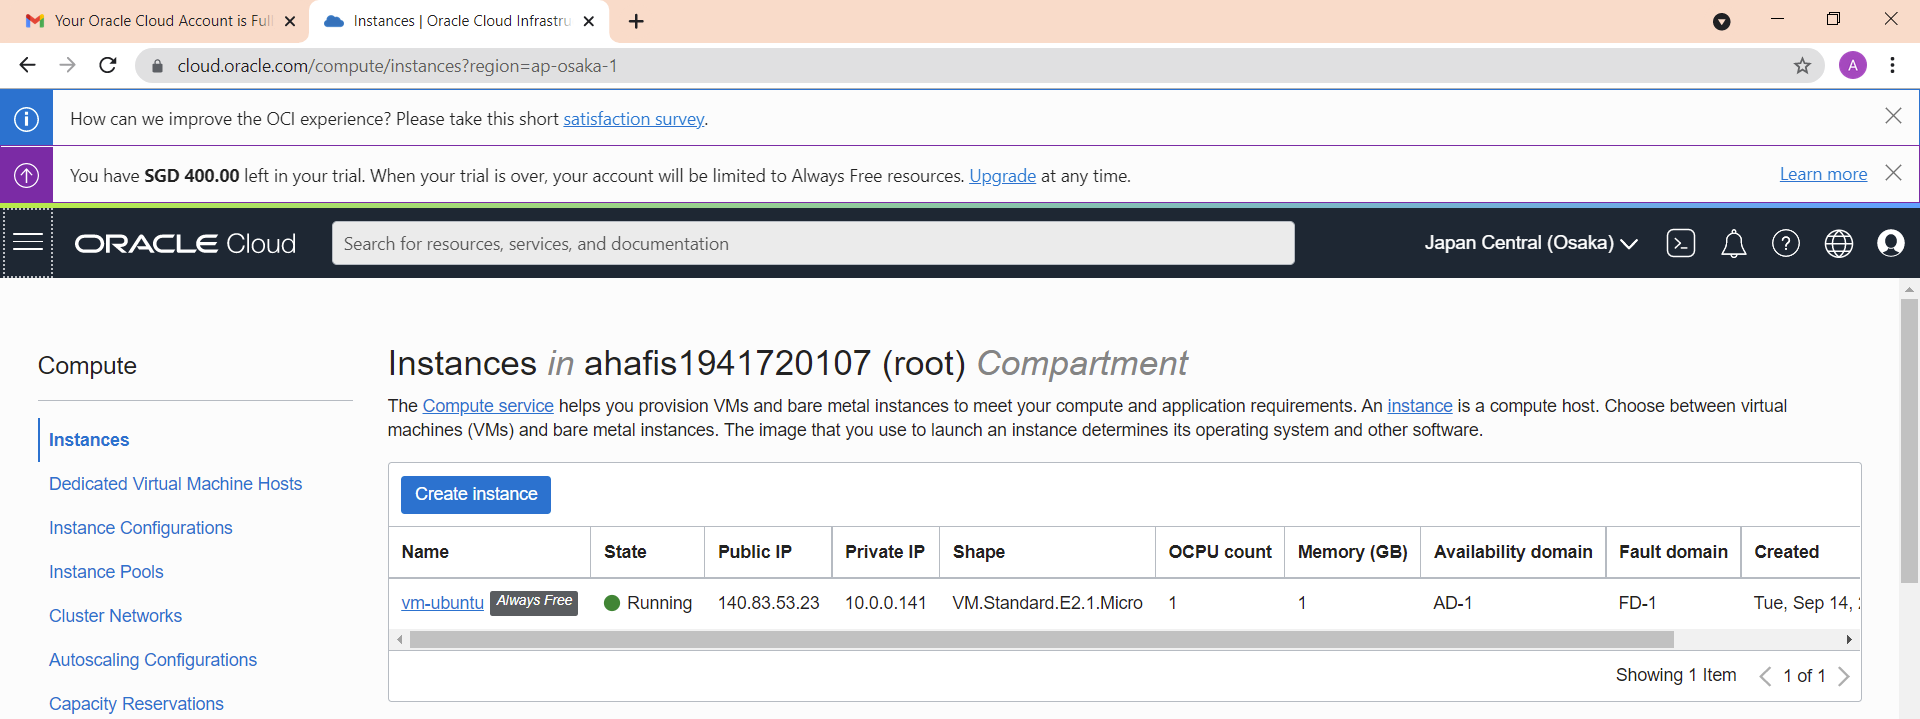 Your Oracle Cloud Account is Full
Instances | Oracle Cloud Infrastru
cloud.oracle.com/compute/instances?region=ap-osaka-1
A
How can we improve the OCI experience? Please take this short satisfaction survey.
You have SGD 400.00 left in your trial. When your trial is over, your account will be limited to Always Free resources. Upgrade at any time.
Learn more
ORACLE Cloud
Search for resources, services, and documentation
Japan Central (Osaka)
Compute
Instances
Dedicated Virtual Machine Hosts
Instance Configurations
Instance Pools
Cluster Networks
Autoscaling Configurations
Capacity Reservations
Instances in ahafis1941720107 (root) Compartment
The Compute service helps you provision VMs and bare metal instances to meet your compute and application requirements. An instance is a compute host. Choose between virtual
machines (VMs) and bare metal instances. The image that you use to launch an instance determines its operating system and other software.
Create instance
Name State Public IP Private IP Shape OCPU count Memory (GB) Availability domain Fault domain Created
vm-ubuntu Always Free Running 140.83.53.23 10.0.0.141 VM.Standard.E2.1.Micro 1 1 AD-1 FD-1 Tue, Sep 14,
Showing 1 Item 1 of 1